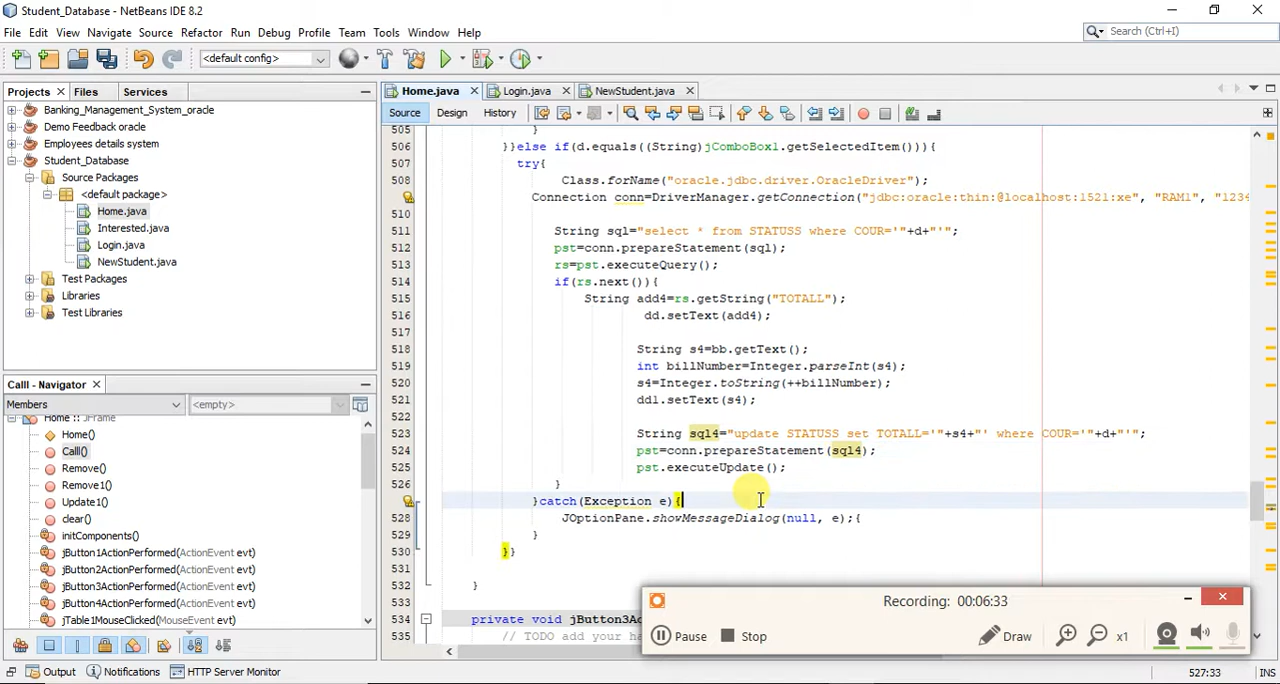 Student_Database - NetBeans IDE 8.2
File Edit View Navigate Source Refactor Run Debug Profile Team Tools Window Help
Search (Ctrl+I)
<default config>
Projects Files Services
Banking_Management_System_oracle
Demo Feedback oracle
Employees details system
Student_Database
Source Packages
<default package>
Home.java
Interested.java
Login.java
NewStudent.java
Test Packages
Libraries
Test Libraries
Calll - Navigator
Members <empty>
Home :: JFrame
Home()
Calll()
Remove()
Remove1()
Update1()
clear()
initComponents()
jButton1ActionPerformed(ActionEvent evt)
jButton2ActionPerformed(ActionEvent evt)
jButton3ActionPerformed(ActionEvent evt)
jButton4ActionPerformed(ActionEvent evt)
jTable1MouseClicked(MouseEvent evt)
Home.java Login.java NewStudent.java
Source Design History
505 }
506 }}else if(d.equals((String)jComboBox1.getSelectedItem())){
507 try{
508 Class.forName("oracle.jdbc.driver.OracleDriver");
Connection conn=DriverManager.getConnection("jdbc:oracle:thin:@localhost:1521:xe", "RAM1", "1234
510
511 String sql="select * from STATUSS where COUR='"+d+"'";
512 pst=conn.prepareStatement(sql);
513 rs=pst.executeQuery();
514 if(rs.next()){
515 String add4=rs.getString("TOTALL");
516 dd.setText(add4);
517
518 String s4=bb.getText();
519 int billNumber=Integer.parseInt(s4);
520 s4=Integer.toString(++billNumber);
521 dd1.setText(s4);
522
523 String sql4="update STATUSS set TOTALL='"+s4+"' where COUR='"+d+"'";
524 pst=conn.prepareStatement(sql4);
525 pst.executeUpdate();
526 }
}catch(Exception e){
528 JOptionPane.showMessageDialog(null, e);{
529 }
530 }}
531
532 }
533
534 private void jButton3Ac
535 // TODO add your ha
Recording: 00:06:33
Pause Stop Draw x1
Output Notifications HTTP Server Monitor
527:33 INS